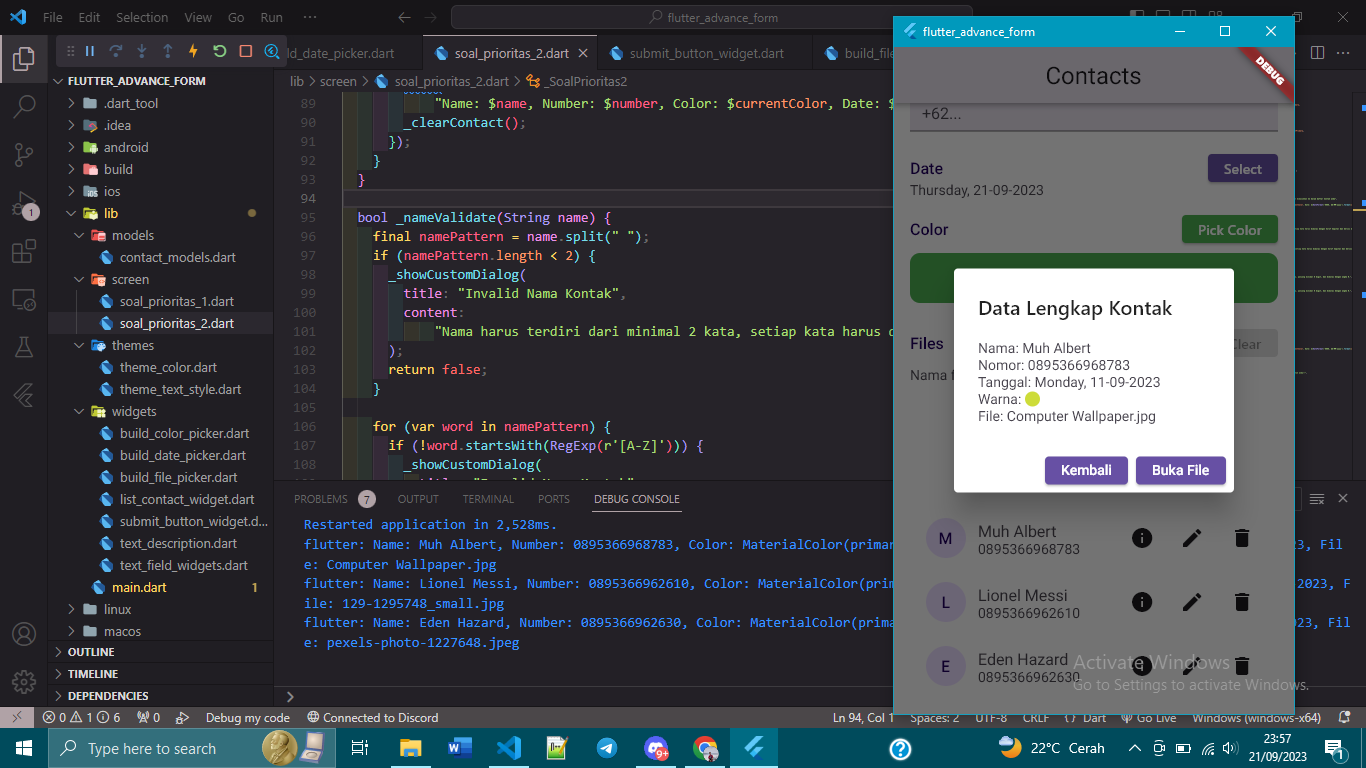 File Edit Selection View Go Run ···
flutter_advance_form
ld_date_picker.dart
soal_prioritas_2.dart
submit_button_widget.dart
build_file
lib > screen > soal_prioritas_2.dart > _SoalPrioritas2
FLUTTER_ADVANCE_FORM
.dart_tool
.idea
android
build
ios
lib
models
contact_models.dart
screen
soal_prioritas_1.dart
soal_prioritas_2.dart
themes
theme_color.dart
theme_text_style.dart
widgets
build_color_picker.dart
build_date_picker.dart
build_file_picker.dart
list_contact_widget.dart
submit_button_widget.d...
text_description.dart
text_field_widgets.dart
main.dart 1
linux
macos
OUTLINE
TIMELINE
DEPENDENCIES
1
89 "Name: $name, Number: $number, Color: $currentColor, Date: $
90 _clearContact();
91 });
92 }
93 }
94
95 bool _nameValidate(String name) {
96 final namePattern = name.split(" ");
97 if (namePattern.length < 2) {
98 _showCustomDialog(
99 title: "Invalid Nama Kontak",
100 content:
101 "Nama harus terdiri dari minimal 2 kata, setiap kata harus d
102 );
103 return false;
104 }
105
106 for (var word in namePattern) {
107 if (!word.startsWith(RegExp(r'[A-Z]'))) {
108 _showCustomDialog(
PROBLEMS 7 OUTPUT TERMINAL PORTS DEBUG CONSOLE
Restarted application in 2,528ms.
flutter: Name: Muh Albert, Number: 0895366968783, Color: MaterialColor(primar
3, Fil
e: Computer Wallpaper.jpg
flutter: Name: Lionel Messi, Number: 0895366962610, Color: MaterialColor(prim
2023, F
ile: 129-1295748_small.jpg
flutter: Name: Eden Hazard, Number: 0895366962630, Color: MaterialColor(prima
023, Fil
e: pexels-photo-1227648.jpeg
flutter_advance_form
DEBUG
Contacts
+62...
Date
Select
Thursday, 21-09-2023
Color
Pick Color
Files
Clear
Nama f
Data Lengkap Kontak
Nama: Muh Albert
Nomor: 0895366968783
Tanggal: Monday, 11-09-2023
Warna:
File: Computer Wallpaper.jpg
Kembali
Buka File
M
Muh Albert
0895366968783
L
Lionel Messi
0895366962610
E
Eden Hazard
0895366962630
Activate Windows
Go to Settings to activate Windows.
0 1 6 0 Debug my code Connected to Discord
Ln 94, Col 1 Spaces: 2 UTF-8 CRLF {} Dart Go Live Windows (windows-x64)
Type here to search
9+
22°C Cerah
23:57
21/09/2023
1